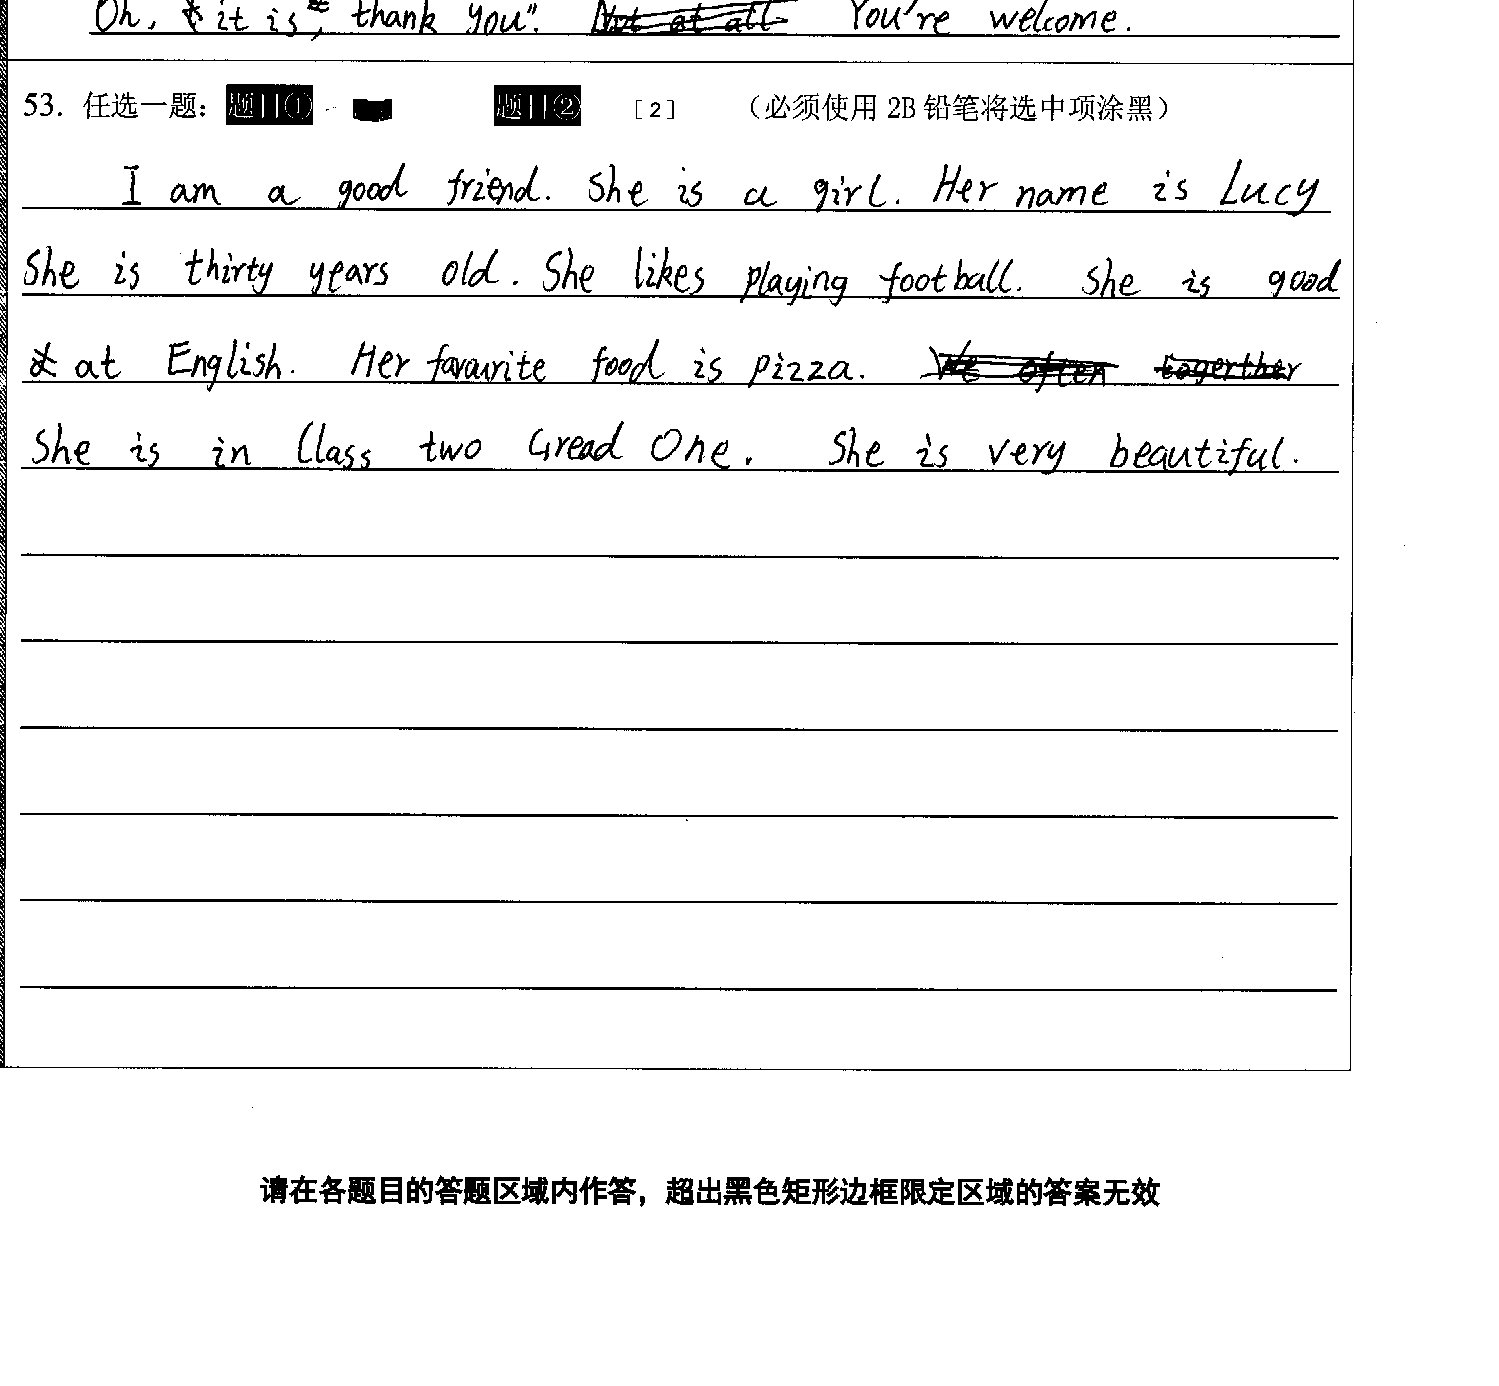 Oh, it is, thank you". Not at all You're welcome.
53. 任选一题： 题目① 题目② [2] （必须使用 2B 铅笔将选中项涂黑）
I am a good friend. She is a girl. Her name is Lucy
She is thirty years old. She likes playing football. She is good
at English. Her favourite food is pizza. We often togerther
She is in Class two Gread One. She is very beautiful.
请在各题目的答题区域内作答，超出黑色矩形边框限定区域的答案无效